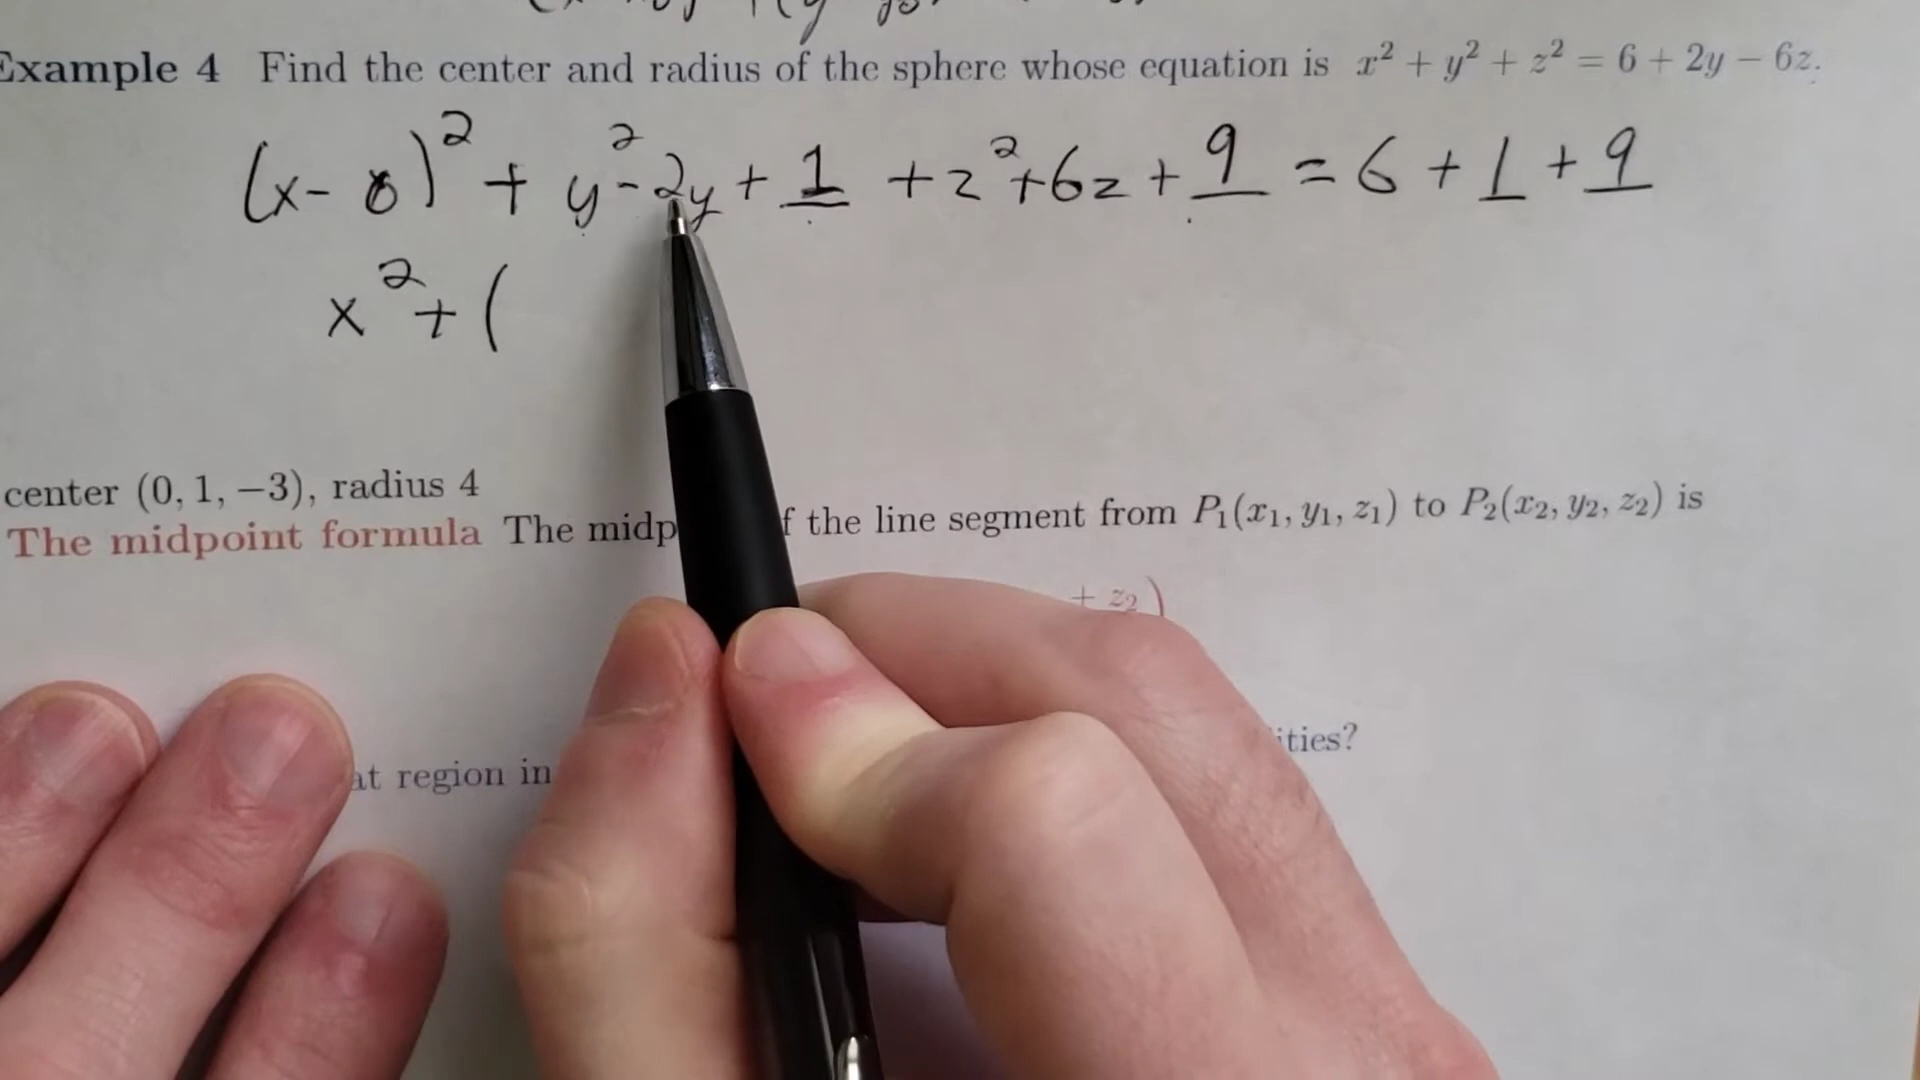 Example 4 Find the center and radius of the sphere whose equation is x² + y² + z² = 6 + 2y − 6z.
(x - 0)² + y² - 2y + 1 + z² + 6z + 9 = 6 + 1 + 9
x² + (
center (0, 1, −3), radius 4
The midpoint formula The midp f the line segment from P₁(x₁, y₁, z₁) to P₂(x₂, y₂, z₂) is
+ z₂)
ities?
at region in